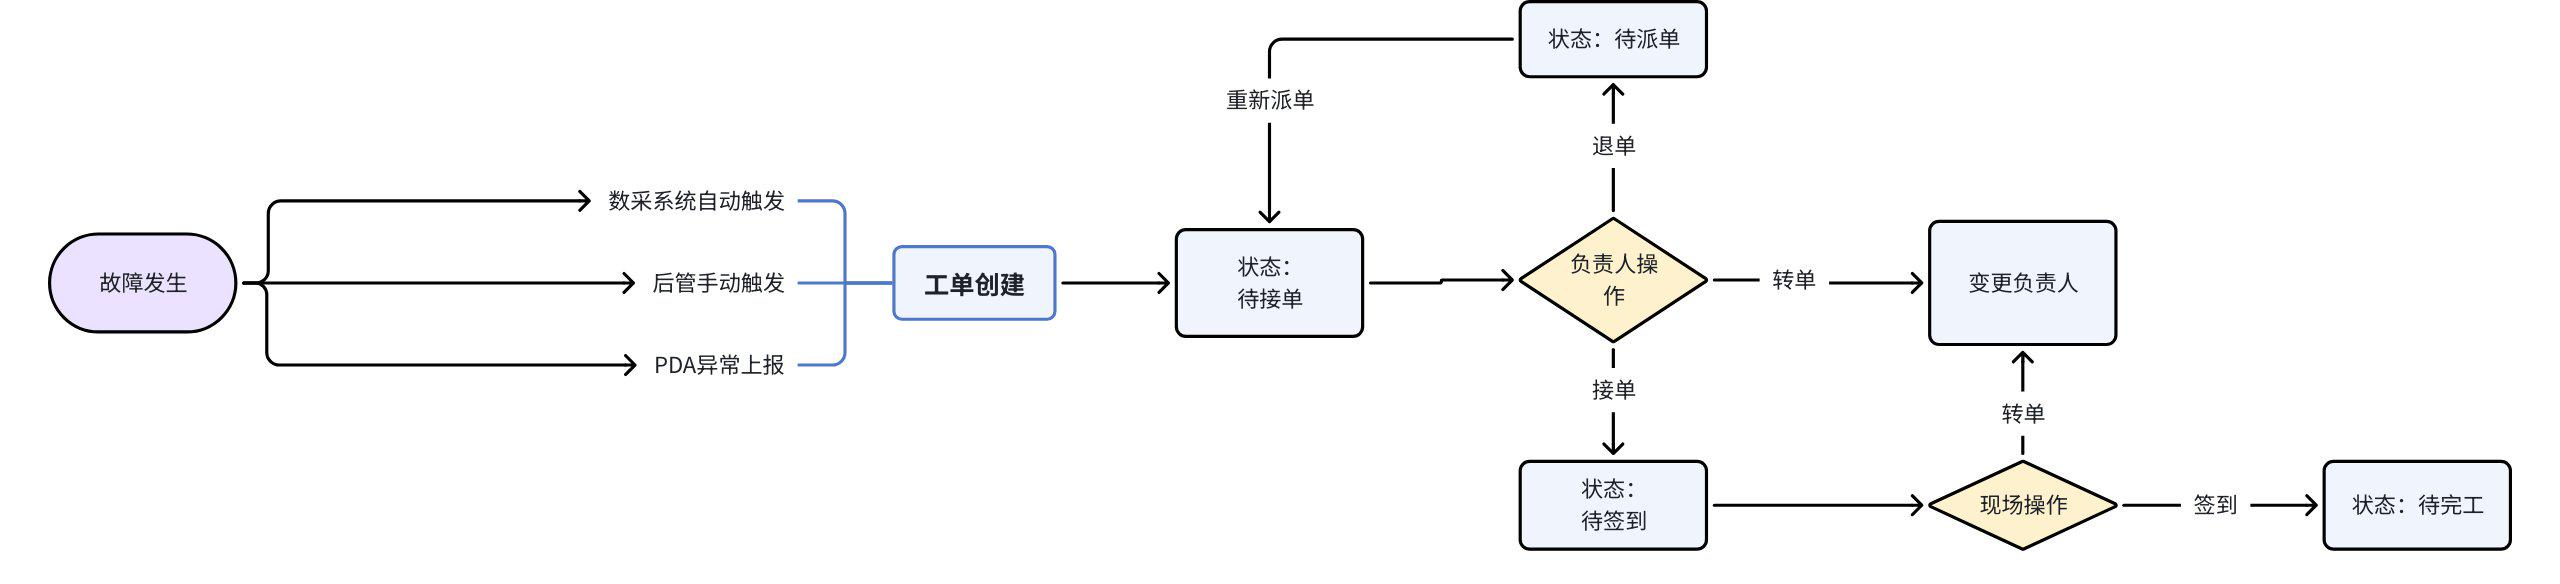 状态：待派单
重新派单
退单
数采系统自动触发
故障发生
后管手动触发
PDA异常上报
工单创建
状态：
待接单
负责人操
作
转单
变更负责人
接单
转单
状态：
待签到
现场操作
签到
状态：待完工